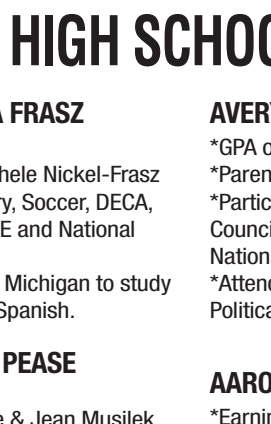 HIGH SCHOO
A FRASZ
hele Nickel-Frasz
ry, Soccer, DECA,
E and National
Michigan to study
Spanish.
PEASE
e & Jean Musilek
AVERY
*GPA o
*Paren
*Partic
Counci
Nation
*Attend
Politica
AARO
*Earnin